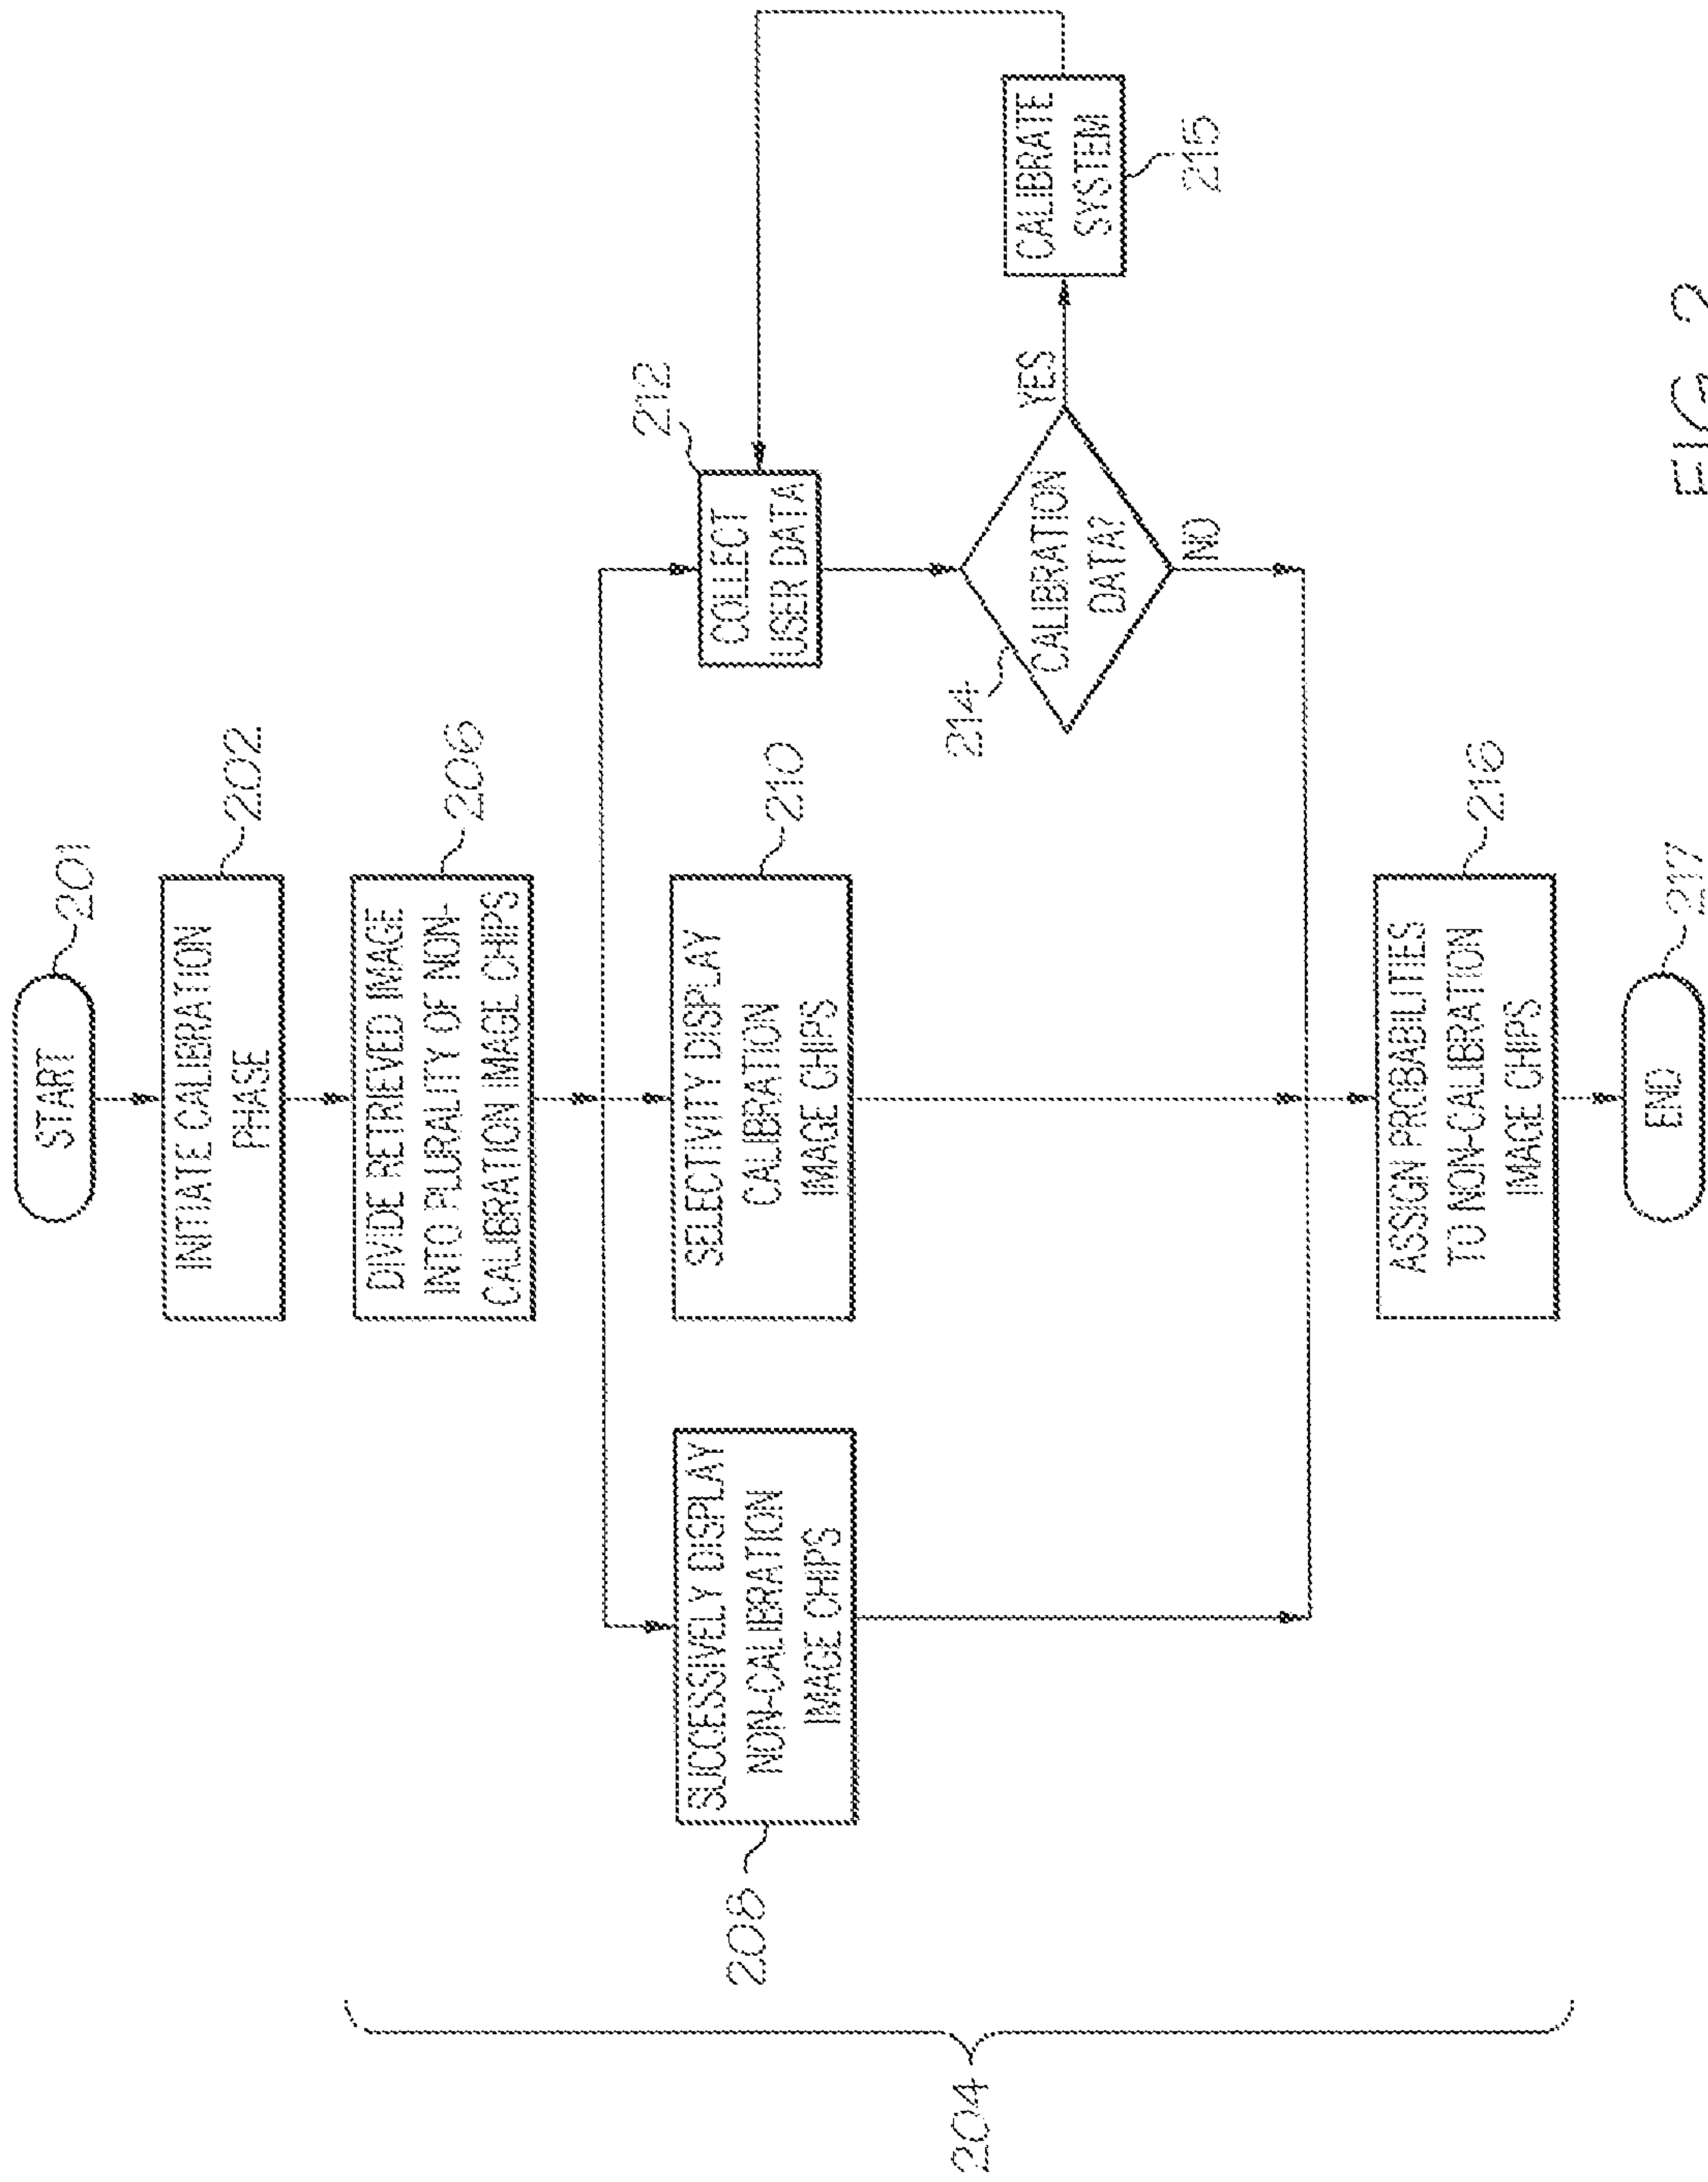 START
201
INITIATE CALIBRATION
PHASE
202
DIVIDE RETRIEVED IMAGE
INTO PLURALITY OF NON-
CALIBRATION IMAGE CHIPS
206
SUCCESSIVELY DISPLAY
NON-CALIBRATION
IMAGE CHIPS
208
SELECTIVITY DISPLAY
CALIBRATION
IMAGE CHIPS
210
COLLECT
USER DATA
212
CALIBRATION
DATA?
214
YES
NO
CALIBRATE
SYSTEM
215
ASSIGN PROBABILITIES
TO NON-CALIBRATION
IMAGE CHIPS
216
END
217
204
FIG. 2